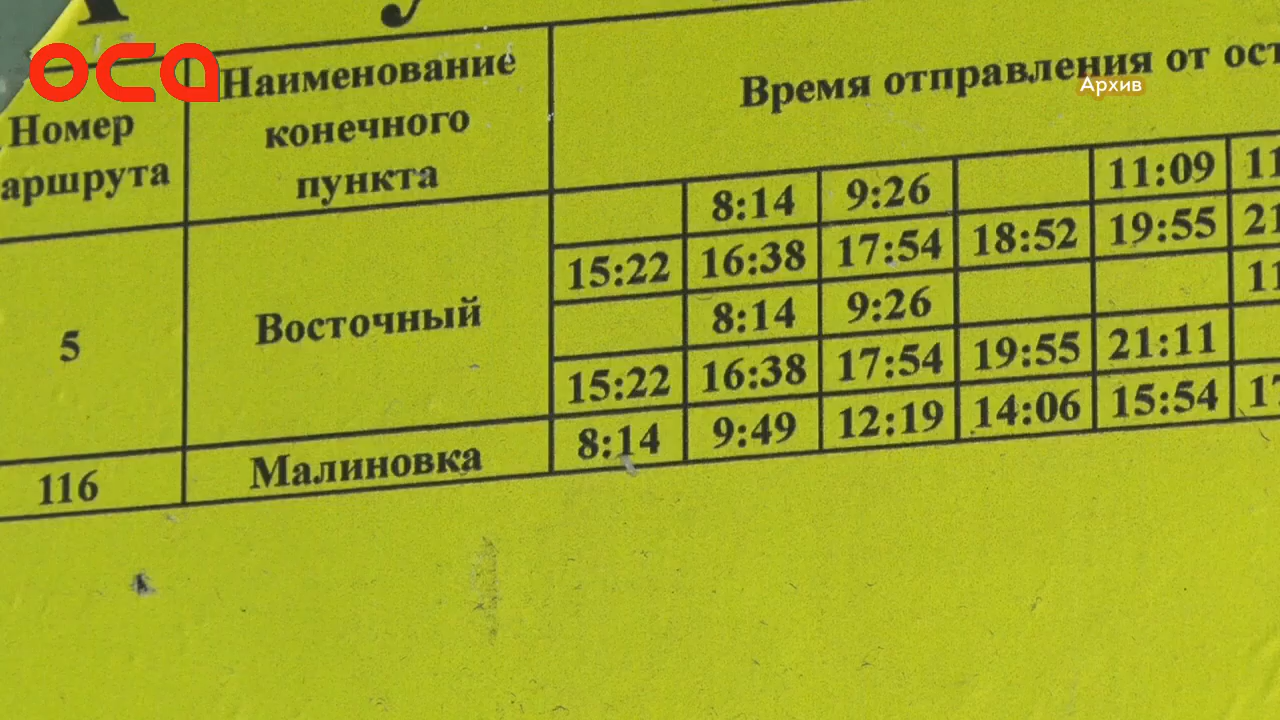 оса
Архив
Наименование конечного пункта
Номер
Время отправления от
8:14 9:26 11:09
15:22 16:38 17:54 18:52 19:55
5 Восточный
8:14 9:26
15:22 16:38 17:54 19:55 21:11
116 Малиновка 8:14 9:49 12:19 14:06 15:54